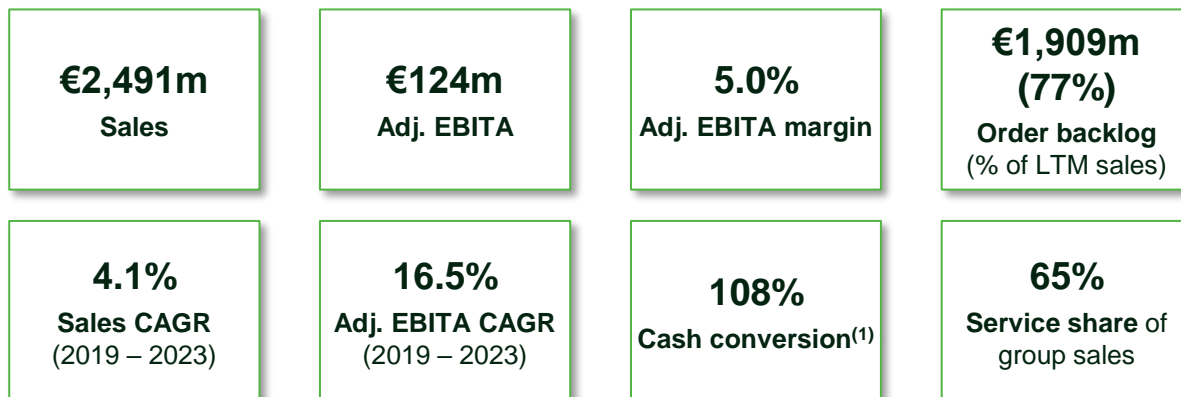 €2,491m
Sales
€124m
Adj. EBITA
5.0%
Adj. EBITA margin
€1,909m
(77%)
Order backlog
(% of LTM sales)
4.1%
Sales CAGR
(2019 – 2023)
16.5%
Adj. EBITA CAGR
(2019 – 2023)
108%
Cash conversion(1)
65%
Service share of
group sales